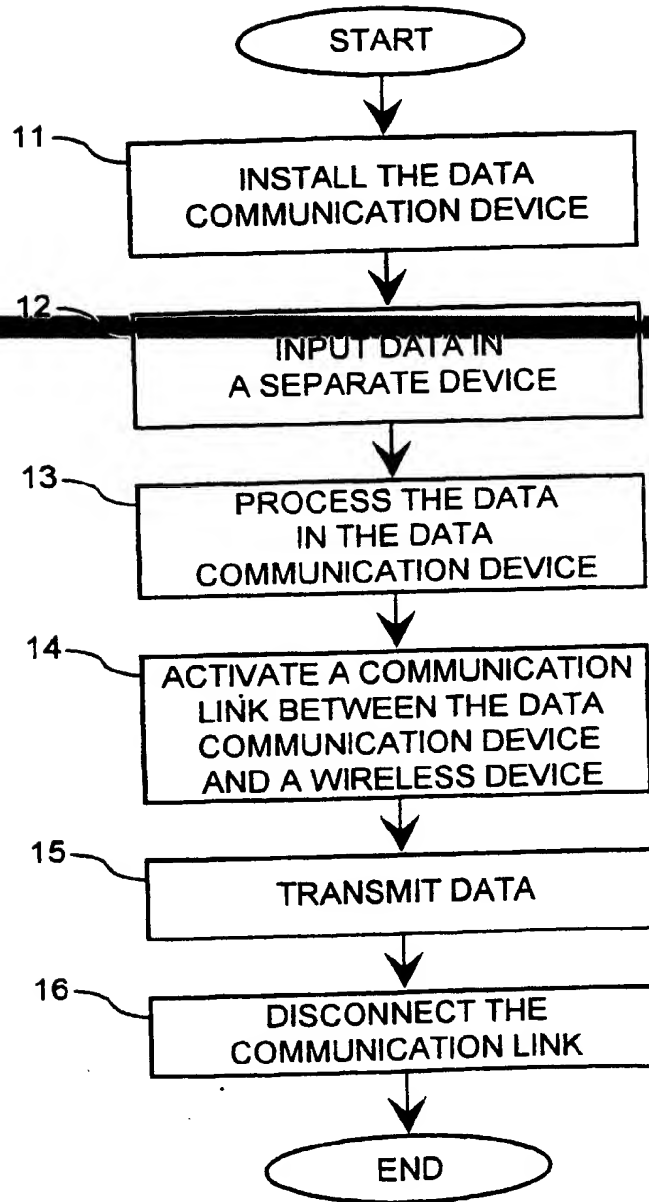 START
11
INSTALL THE DATA
COMMUNICATION DEVICE
12
INPUT DATA IN
A SEPARATE DEVICE
13
PROCESS THE DATA
IN THE DATA
COMMUNICATION DEVICE
14
ACTIVATE A COMMUNICATION
LINK BETWEEN THE DATA
COMMUNICATION DEVICE
AND A WIRELESS DEVICE
15
TRANSMIT DATA
16
DISCONNECT THE
COMMUNICATION LINK
END